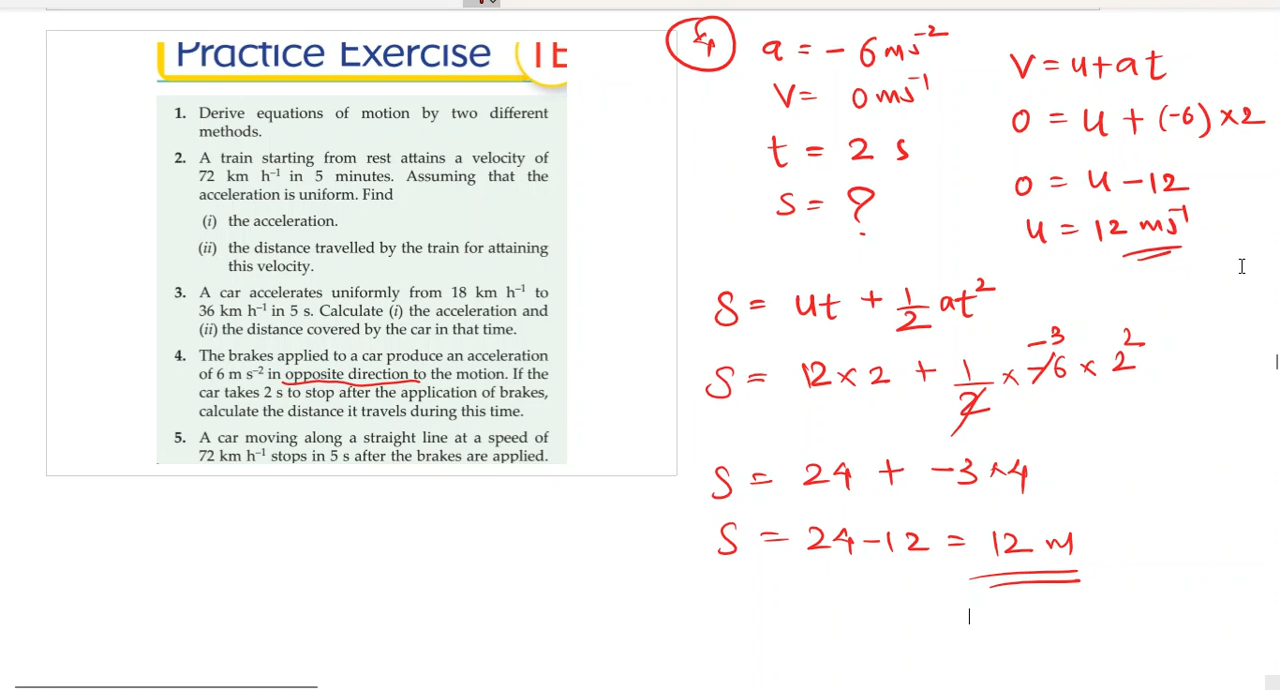 Practice Exercise
1. Derive equations of motion by two different
methods.
2. A train starting from rest attains a velocity of
72 km h⁻¹ in 5 minutes. Assuming that the
acceleration is uniform. Find
(i) the acceleration.
(ii) the distance travelled by the train for attaining
this velocity.
3. A car accelerates uniformly from 18 km h⁻¹ to
36 km h⁻¹ in 5 s. Calculate (i) the acceleration and
(ii) the distance covered by the car in that time.
4. The brakes applied to a car produce an acceleration
of 6 m s⁻² in opposite direction to the motion. If the
car takes 2 s to stop after the application of brakes,
calculate the distance it travels during this time.
5. A car moving along a straight line at a speed of
72 km h⁻¹ stops in 5 s after the brakes are applied.
4
a = - 6 ms⁻²
V = 0 ms⁻¹
t = 2 s
S = ?
V = u + at
0 = u + (-6) × 2
0 = u - 12
u = 12 ms⁻¹
S = ut + 1/2 at²
S = 12 × 2 + 1/2 × -6 -3 × 2²
S = 24 + -3 × 4
S = 24 - 12 = 12 m